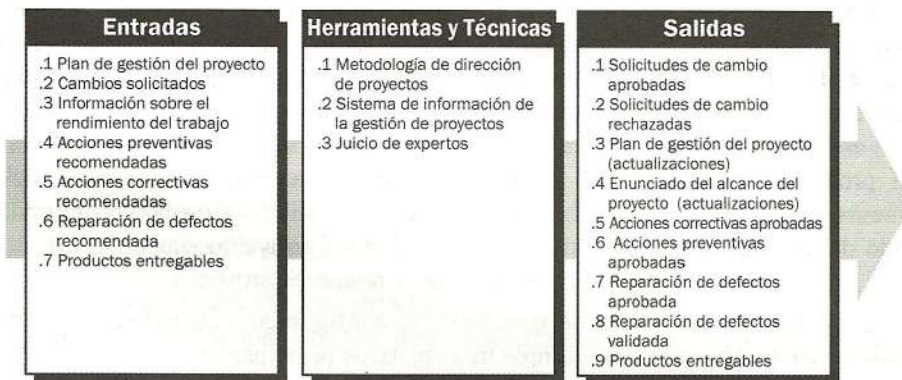 Entradas
.1 Plan de gestión del proyecto
.2 Cambios solicitados
.3 Información sobre el
rendimiento del trabajo
.4 Acciones preventivas
recomendadas
.5 Acciones correctivas
recomendadas
.6 Reparación de defectos
recomendada
.7 Productos entregables
Herramientas y Técnicas
.1 Metodología de dirección
de proyectos
.2 Sistema de información de
la gestión de proyectos
.3 Juicio de expertos
Salidas
.1 Solicitudes de cambio
aprobadas
.2 Solicitudes de cambio
rechazadas
.3 Plan de gestión del proyecto
(actualizaciones)
.4 Enunciado del alcance del
proyecto (actualizaciones)
.5 Acciones correctivas aprobadas
.6 Acciones preventivas
aprobadas
.7 Reparación de defectos
aprobada
.8 Reparación de defectos
validada
.9 Productos entregables